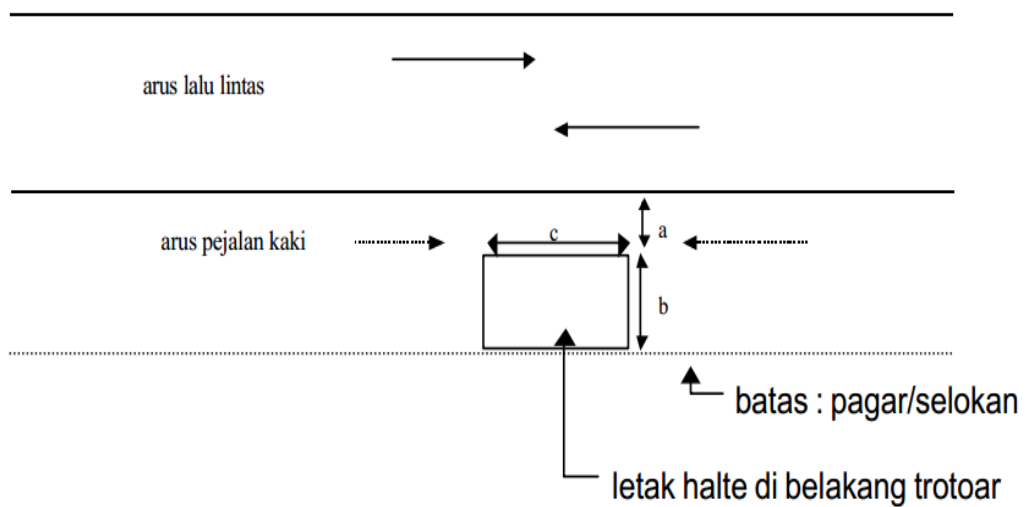 arus lalu lintas
arus pejalan kaki
c
a
b
batas : pagar/selokan
letak halte di belakang trotoar